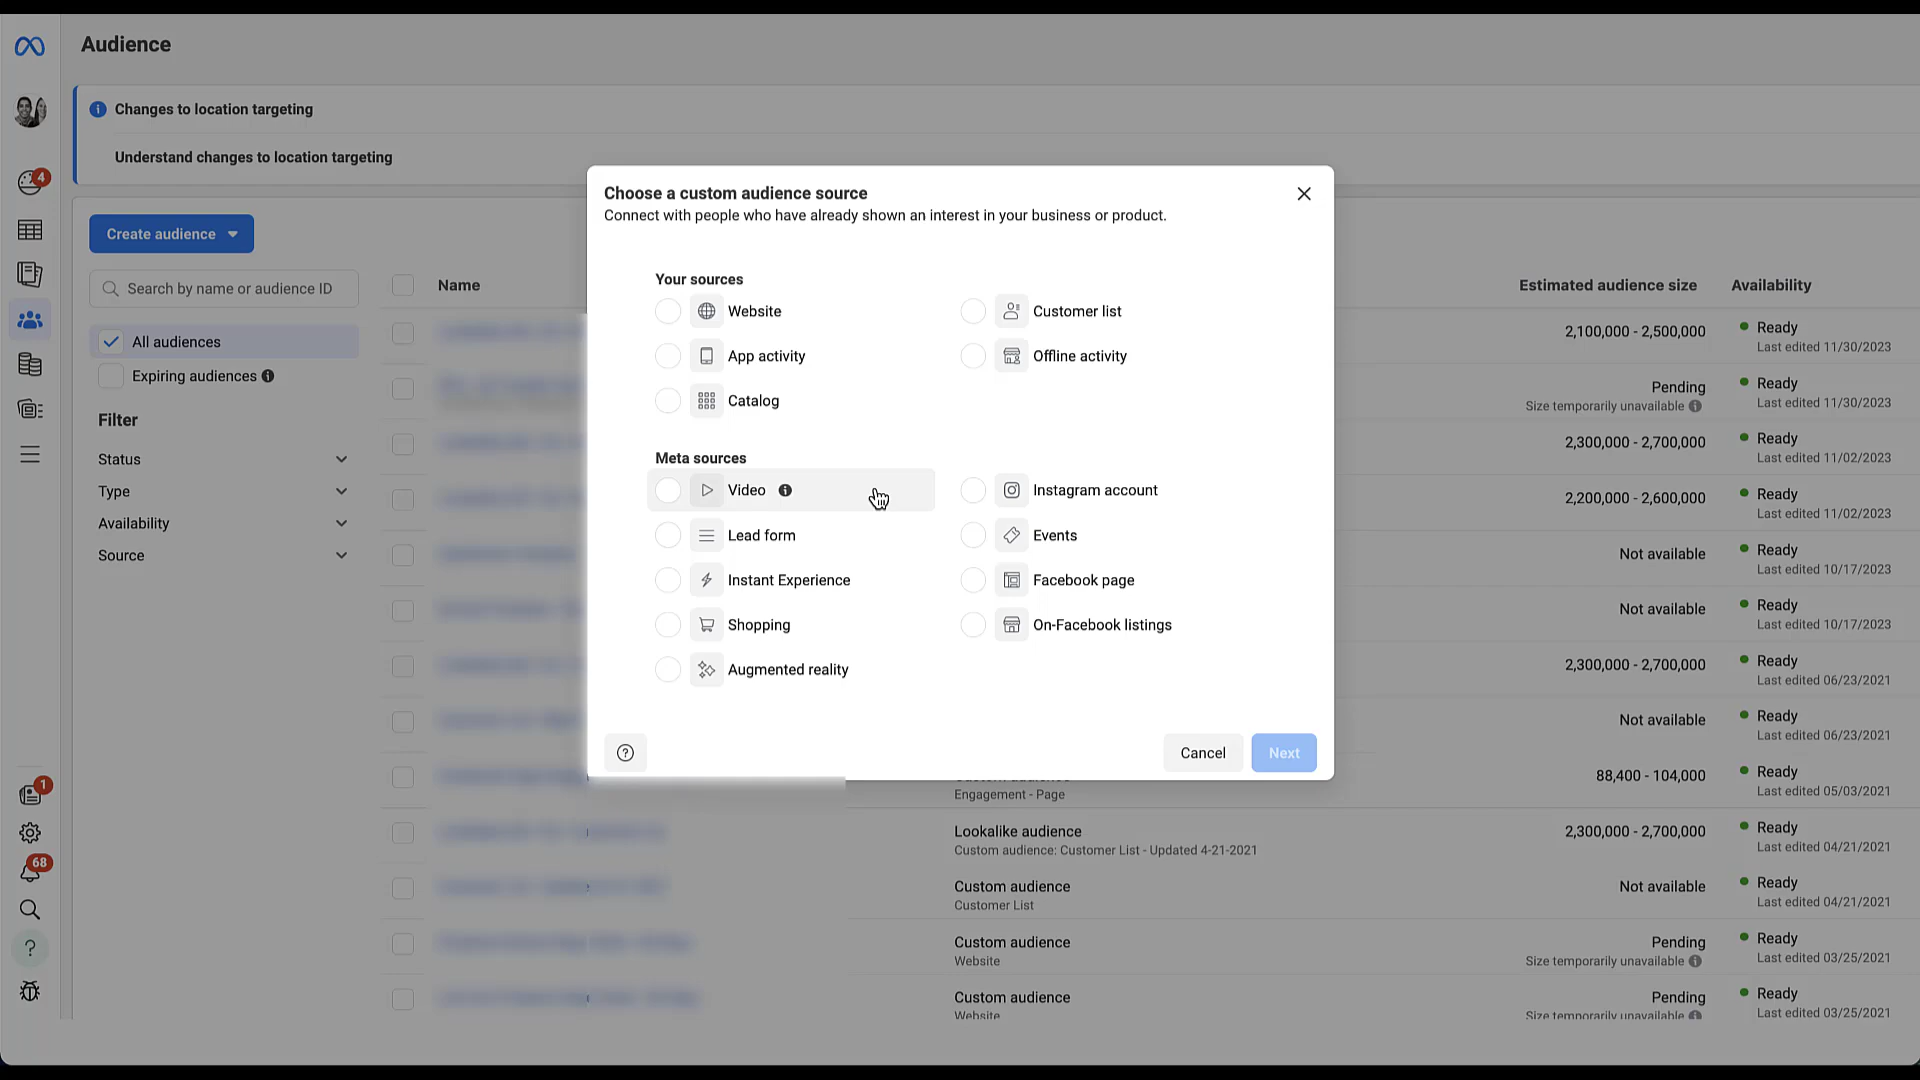 Audience
Changes to location targeting
Understand changes to location targeting
4
Create audience
Search by name or audience ID
All audiences
Expiring audiences
Filter
Status
Type
Availability
Source
1
68
Name
Estimated audience size
Availability
Choose a custom audience source
Connect with people who have already shown an interest in your business or product.
Your sources
Website
Customer list
App activity
Offline activity
Catalog
Meta sources
Video
Instagram account
Lead form
Events
Instant Experience
Facebook page
Shopping
On-Facebook listings
Augmented reality
Cancel
Next
2,100,000 - 2,500,000
Ready
Last edited 11/30/2023
Pending
Size temporarily unavailable
Ready
Last edited 11/30/2023
2,300,000 - 2,700,000
Ready
Last edited 11/02/2023
2,200,000 - 2,600,000
Ready
Last edited 11/02/2023
Not available
Ready
Last edited 10/17/2023
Not available
Ready
Last edited 10/17/2023
2,300,000 - 2,700,000
Ready
Last edited 06/23/2021
Not available
Ready
Last edited 06/23/2021
Engagement - Page
88,400 - 104,000
Ready
Last edited 05/03/2021
Lookalike audience
Custom audience: Customer List - Updated 4-21-2021
2,300,000 - 2,700,000
Ready
Last edited 04/21/2021
Custom audience
Customer List
Not available
Ready
Last edited 04/21/2021
Custom audience
Website
Pending
Size temporarily unavailable
Ready
Last edited 03/25/2021
Custom audience
Website
Pending
Size temporarily unavailable
Ready
Last edited 03/25/2021